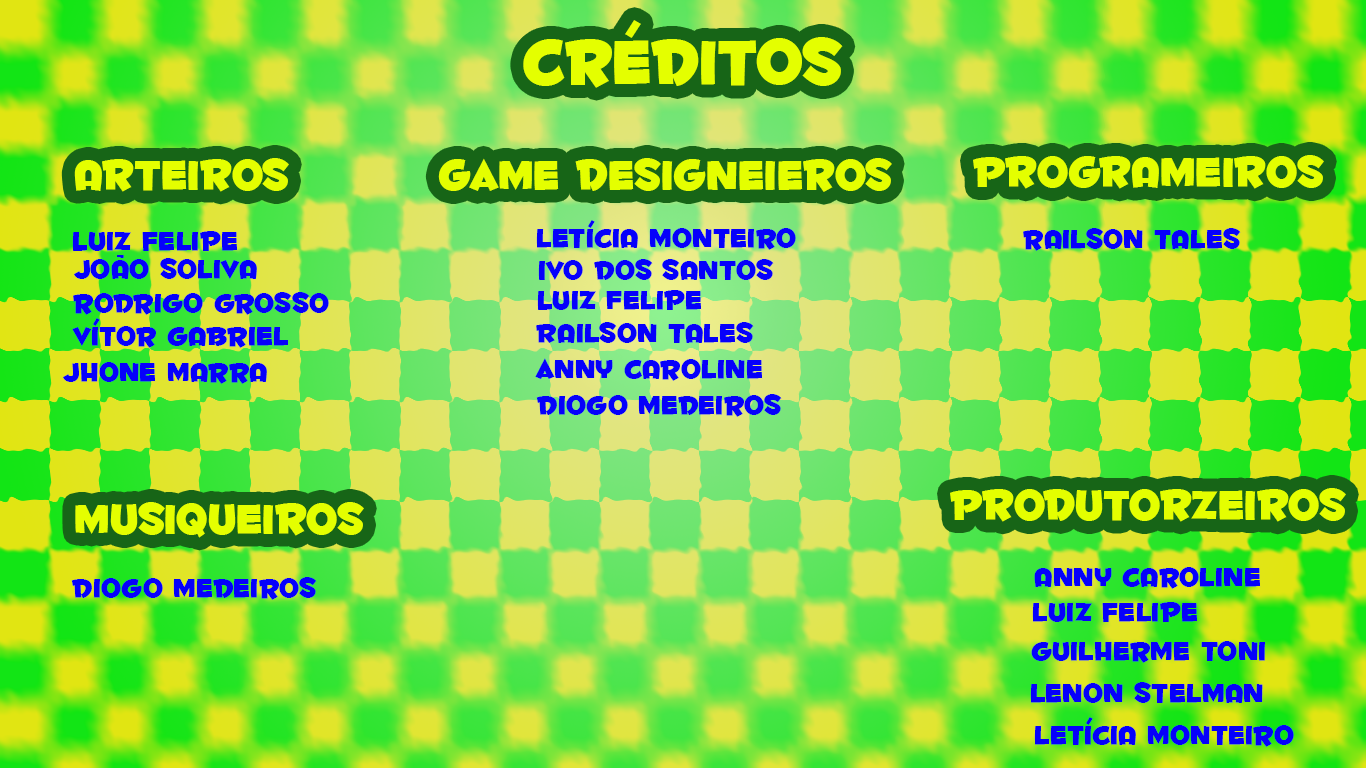 CRÉDITOS
ARTEIROS
LUIZ FELIPE
JOÃO SOLIVA
RODRIGO GROSSO
VÍTOR GABRIEL
JHONE MARRA
GAME DESIGNEIEROS
LETÍCIA MONTEIRO
IVO DOS SANTOS
LUIZ FELIPE
RAILSON TALES
ANNY CAROLINE
DIOGO MEDEIROS
PROGRAMEIROS
RAILSON TALES
MUSIQUEIROS
DIOGO MEDEIROS
PRODUTORZEIROS
ANNY CAROLINE
LUIZ FELIPE
GUILHERME TONI
LENON STELMAN
LETÍCIA MONTEIRO